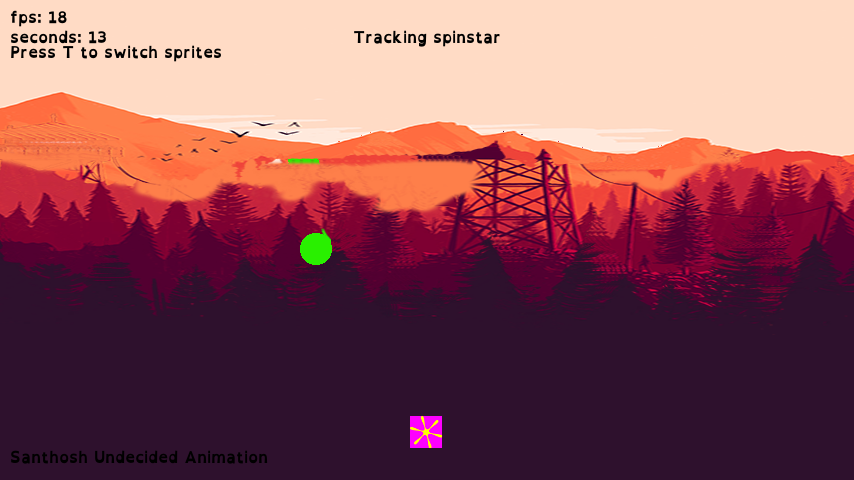 fps: 18
seconds: 13
Press T to switch sprites
Tracking spinstar
Santhosh Undecided Animation